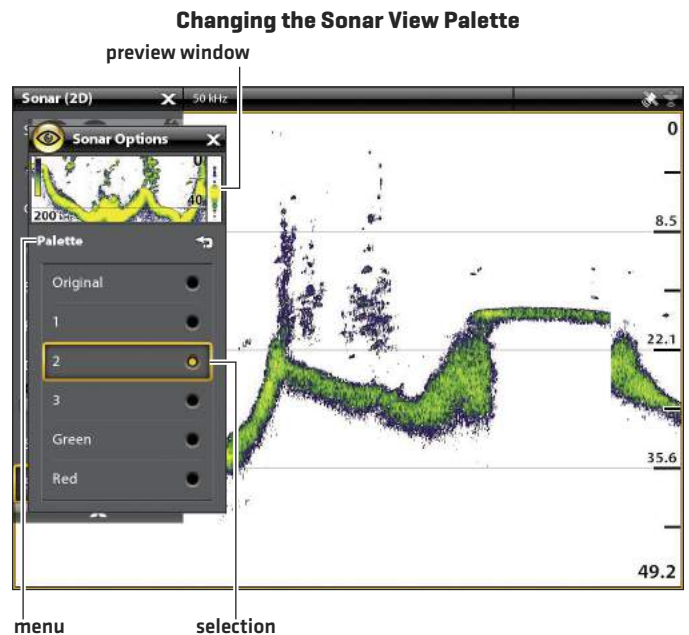 Changing the Sonar View Palette
preview window
Sonar (2D)
50 kHz
Sonar Options
0
40
200
Palette
Original
1
2
3
Green
Red
0
8.5
22.1
35.6
49.2
menu
selection